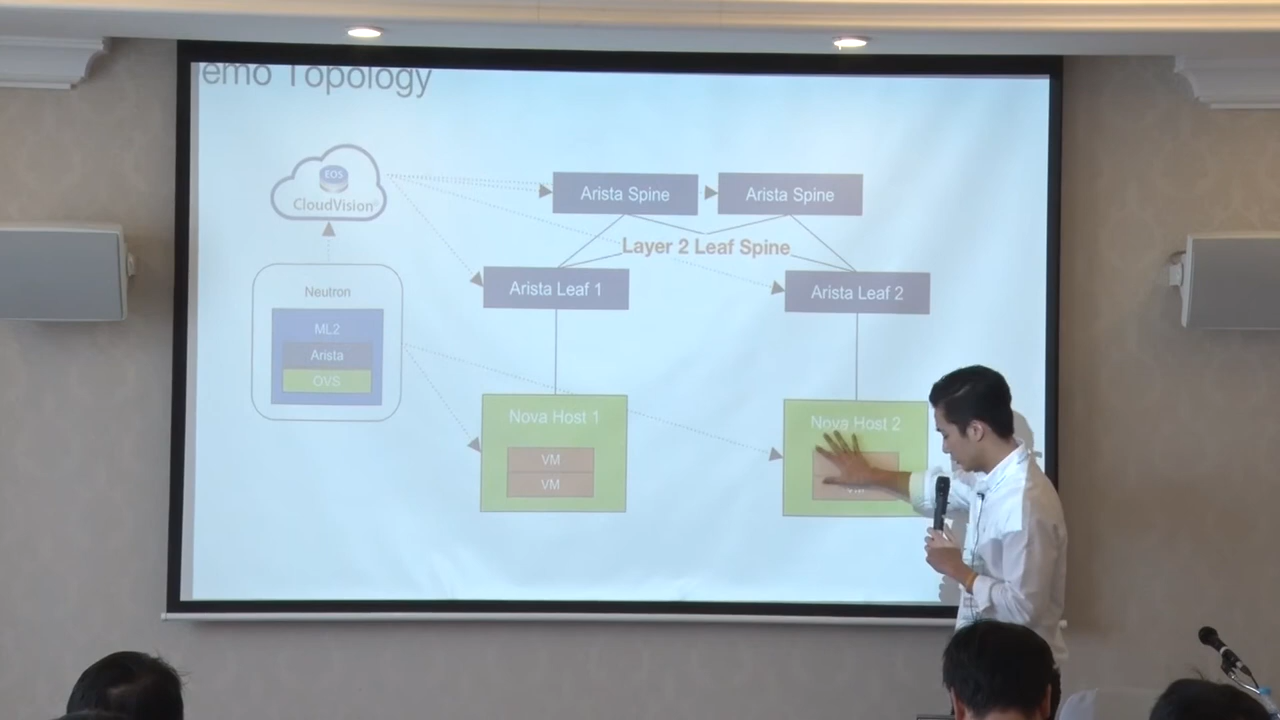 emo Topology
EOS
CloudVision
Arista Spine
Arista Spine
Layer 2 Leaf Spine
Arista Leaf 1
Arista Leaf 2
Neutron
ML2
Arista
OVS
Nova Host 1
VM
VM
Nova Host 2
VM